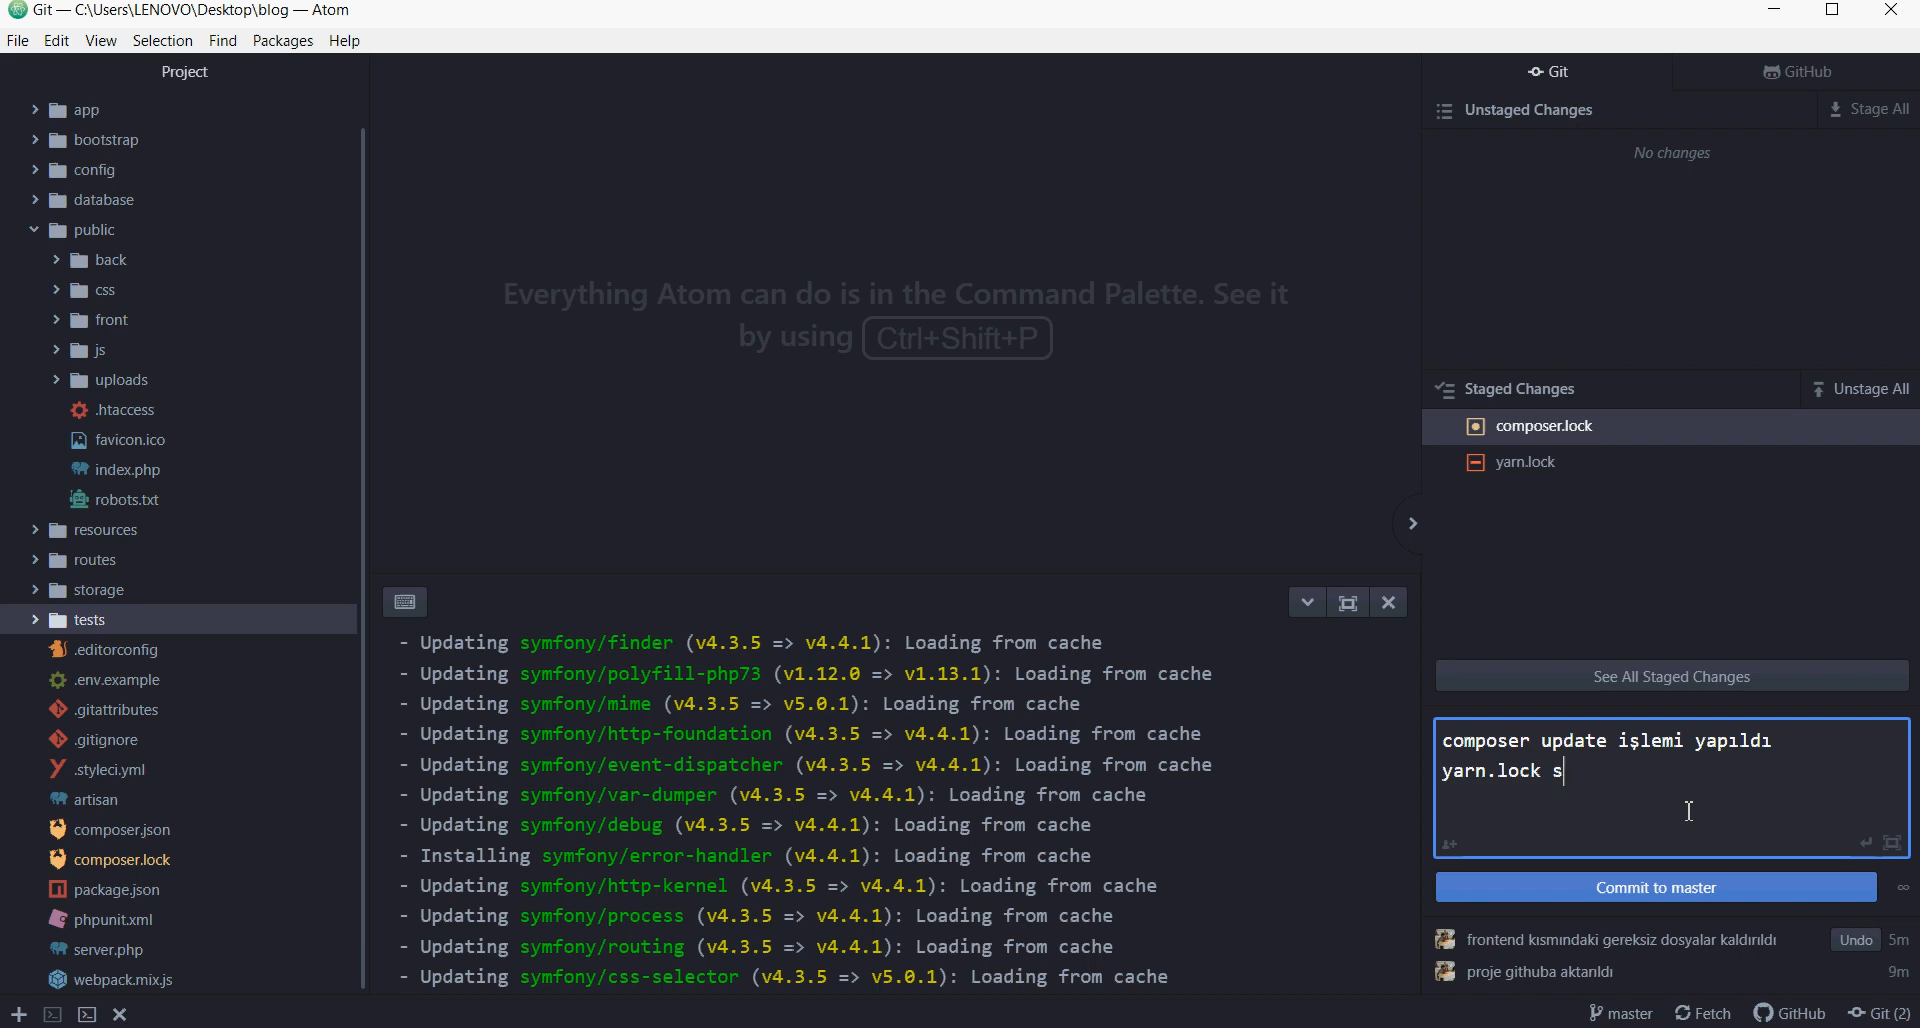 Git — C:\Users\LENOVO\Desktop\blog — Atom
File Edit View Selection Find Packages Help
Project
app
bootstrap
config
database
public
back
css
front
js
uploads
.htaccess
favicon.ico
index.php
robots.txt
resources
routes
storage
tests
.editorconfig
.env.example
.gitattributes
.gitignore
.styleci.yml
artisan
composer.json
composer.lock
package.json
phpunit.xml
server.php
webpack.mix.js
Everything Atom can do is in the Command Palette. See it
by using Ctrl+Shift+P
- Updating symfony/finder (v4.3.5 => v4.4.1): Loading from cache
- Updating symfony/polyfill-php73 (v1.12.0 => v1.13.1): Loading from cache
- Updating symfony/mime (v4.3.5 => v5.0.1): Loading from cache
- Updating symfony/http-foundation (v4.3.5 => v4.4.1): Loading from cache
- Updating symfony/event-dispatcher (v4.3.5 => v4.4.1): Loading from cache
- Updating symfony/var-dumper (v4.3.5 => v4.4.1): Loading from cache
- Updating symfony/debug (v4.3.5 => v4.4.1): Loading from cache
- Installing symfony/error-handler (v4.4.1): Loading from cache
- Updating symfony/http-kernel (v4.3.5 => v4.4.1): Loading from cache
- Updating symfony/process (v4.3.5 => v4.4.1): Loading from cache
- Updating symfony/routing (v4.3.5 => v4.4.1): Loading from cache
- Updating symfony/css-selector (v4.3.5 => v5.0.1): Loading from cache
Git GitHub
Unstaged Changes Stage All
No changes
Staged Changes Unstage All
composer.lock
yarn.lock
See All Staged Changes
composer update işlemi yapıldı
yarn.lock s
Commit to master
frontend kısmındaki gereksiz dosyalar kaldırıldı Undo 5m
proje githuba aktarıldı 9m
master Fetch GitHub Git (2)